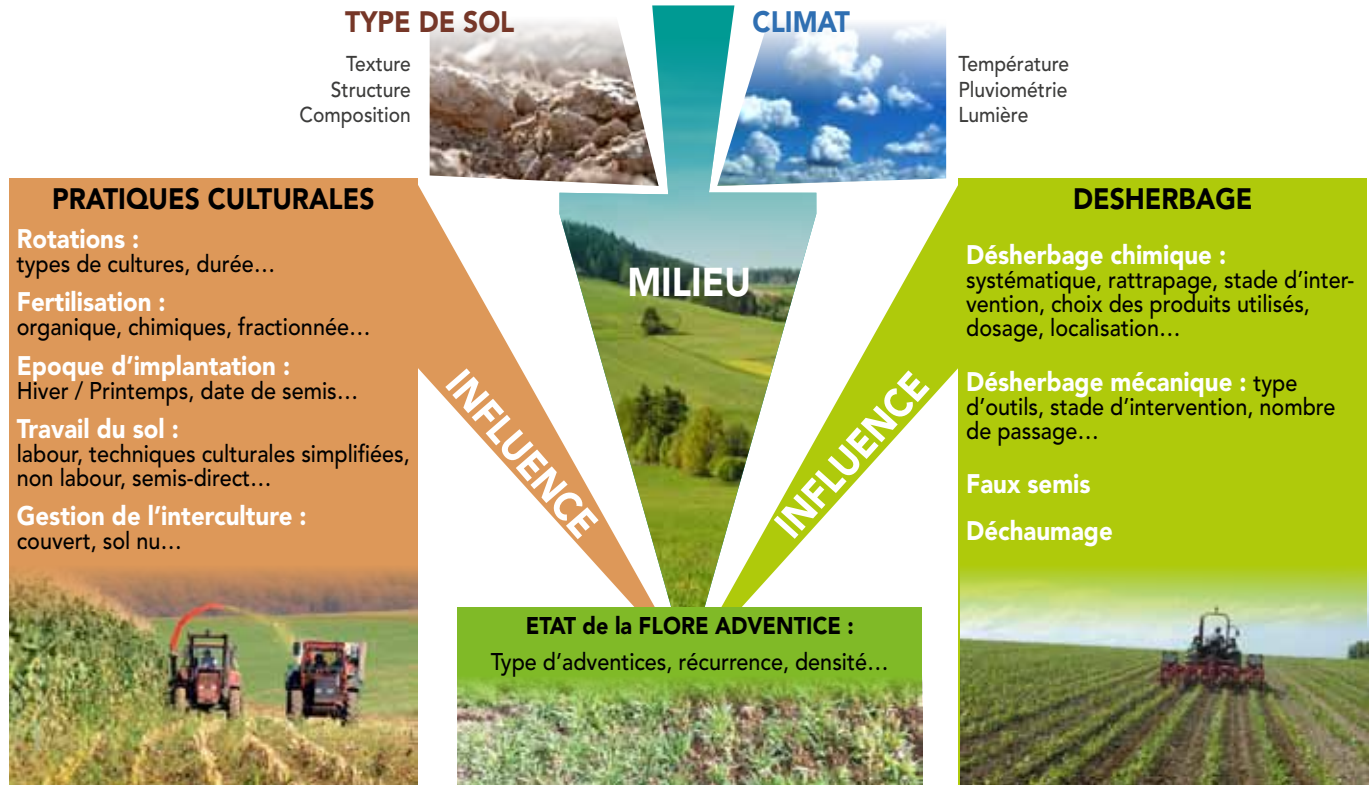 TYPE DE SOL
Texture
Structure
Composition
CLIMAT
Température
Pluviométrie
Lumière
PRATIQUES CULTURALES
Rotations :
types de cultures, durée…
Fertilisation :
organique, chimiques, fractionnée…
Epoque d’implantation :
Hiver / Printemps, date de semis…
Travail du sol :
labour, techniques culturales simplifiées,
non labour, semis-direct…
Gestion de l’interculture :
couvert, sol nu…
INFLUENCE
MILIEU
INFLUENCE
DESHERBAGE
Désherbage chimique :
systématique, rattrapage, stade d’inter-
vention, choix des produits utilisés,
dosage, localisation…
Désherbage mécanique : type
d’outils, stade d’intervention, nombre
de passage…
Faux semis
Déchaumage
ETAT de la FLORE ADVENTICE :
Type d’adventices, récurrence, densité…